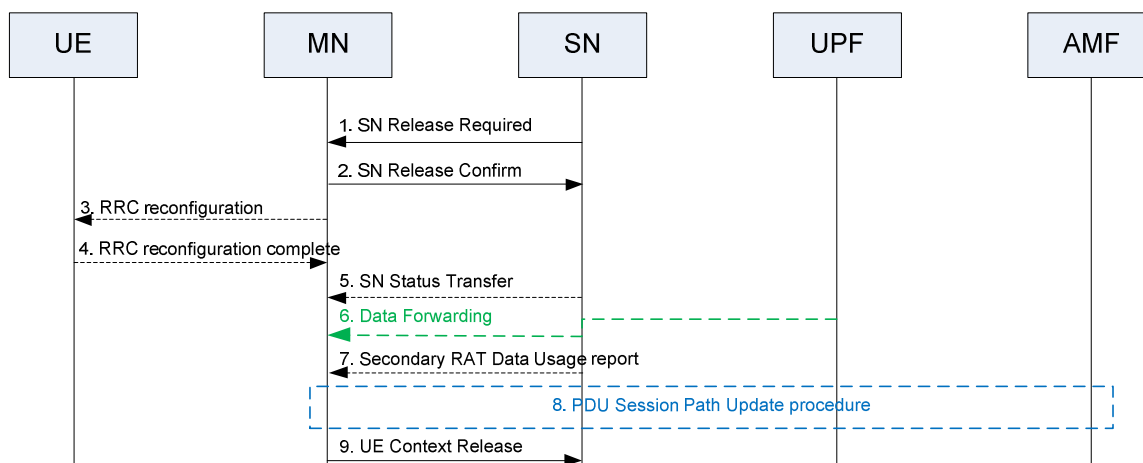 UE
MN
SN
UPF
AMF
1. SN Release Required
2. SN Release Confirm
3. RRC reconfiguration
4. RRC reconfiguration complete
5. SN Status Transfer
6. Data Forwarding
7. Secondary RAT Data Usage report
8. PDU Session Path Update procedure
9. UE Context Release